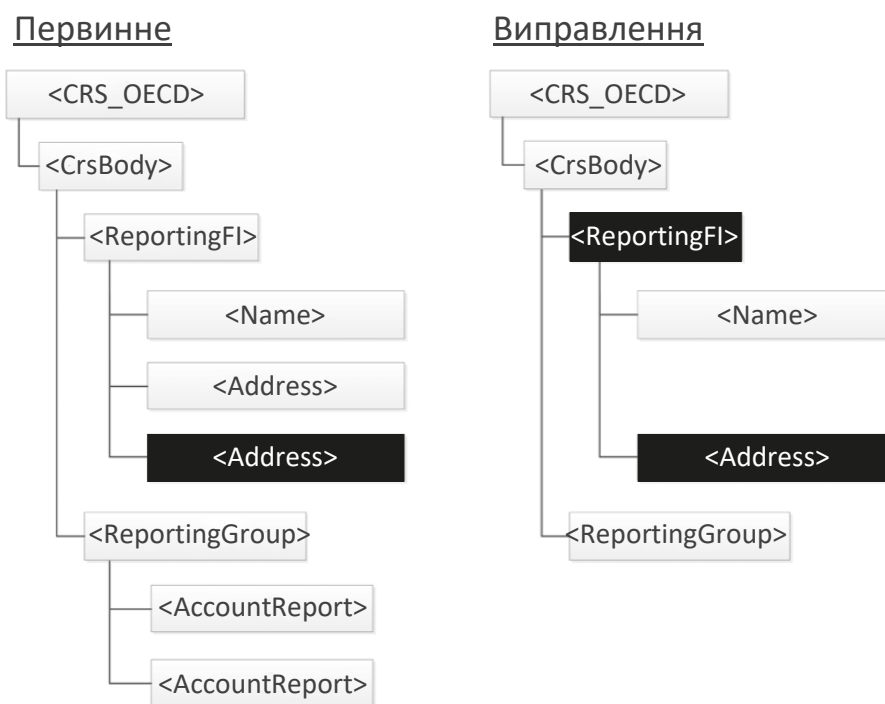 Первинне
<CRS_OECD>
<CrsBody>
<ReportingFI>
<Name>
<Address>
<Address>
<ReportingGroup>
<AccountReport>
<AccountReport>
Виправлення
<CRS_OECD>
<CrsBody>
<ReportingFI>
<Name>
<Address>
<ReportingGroup>